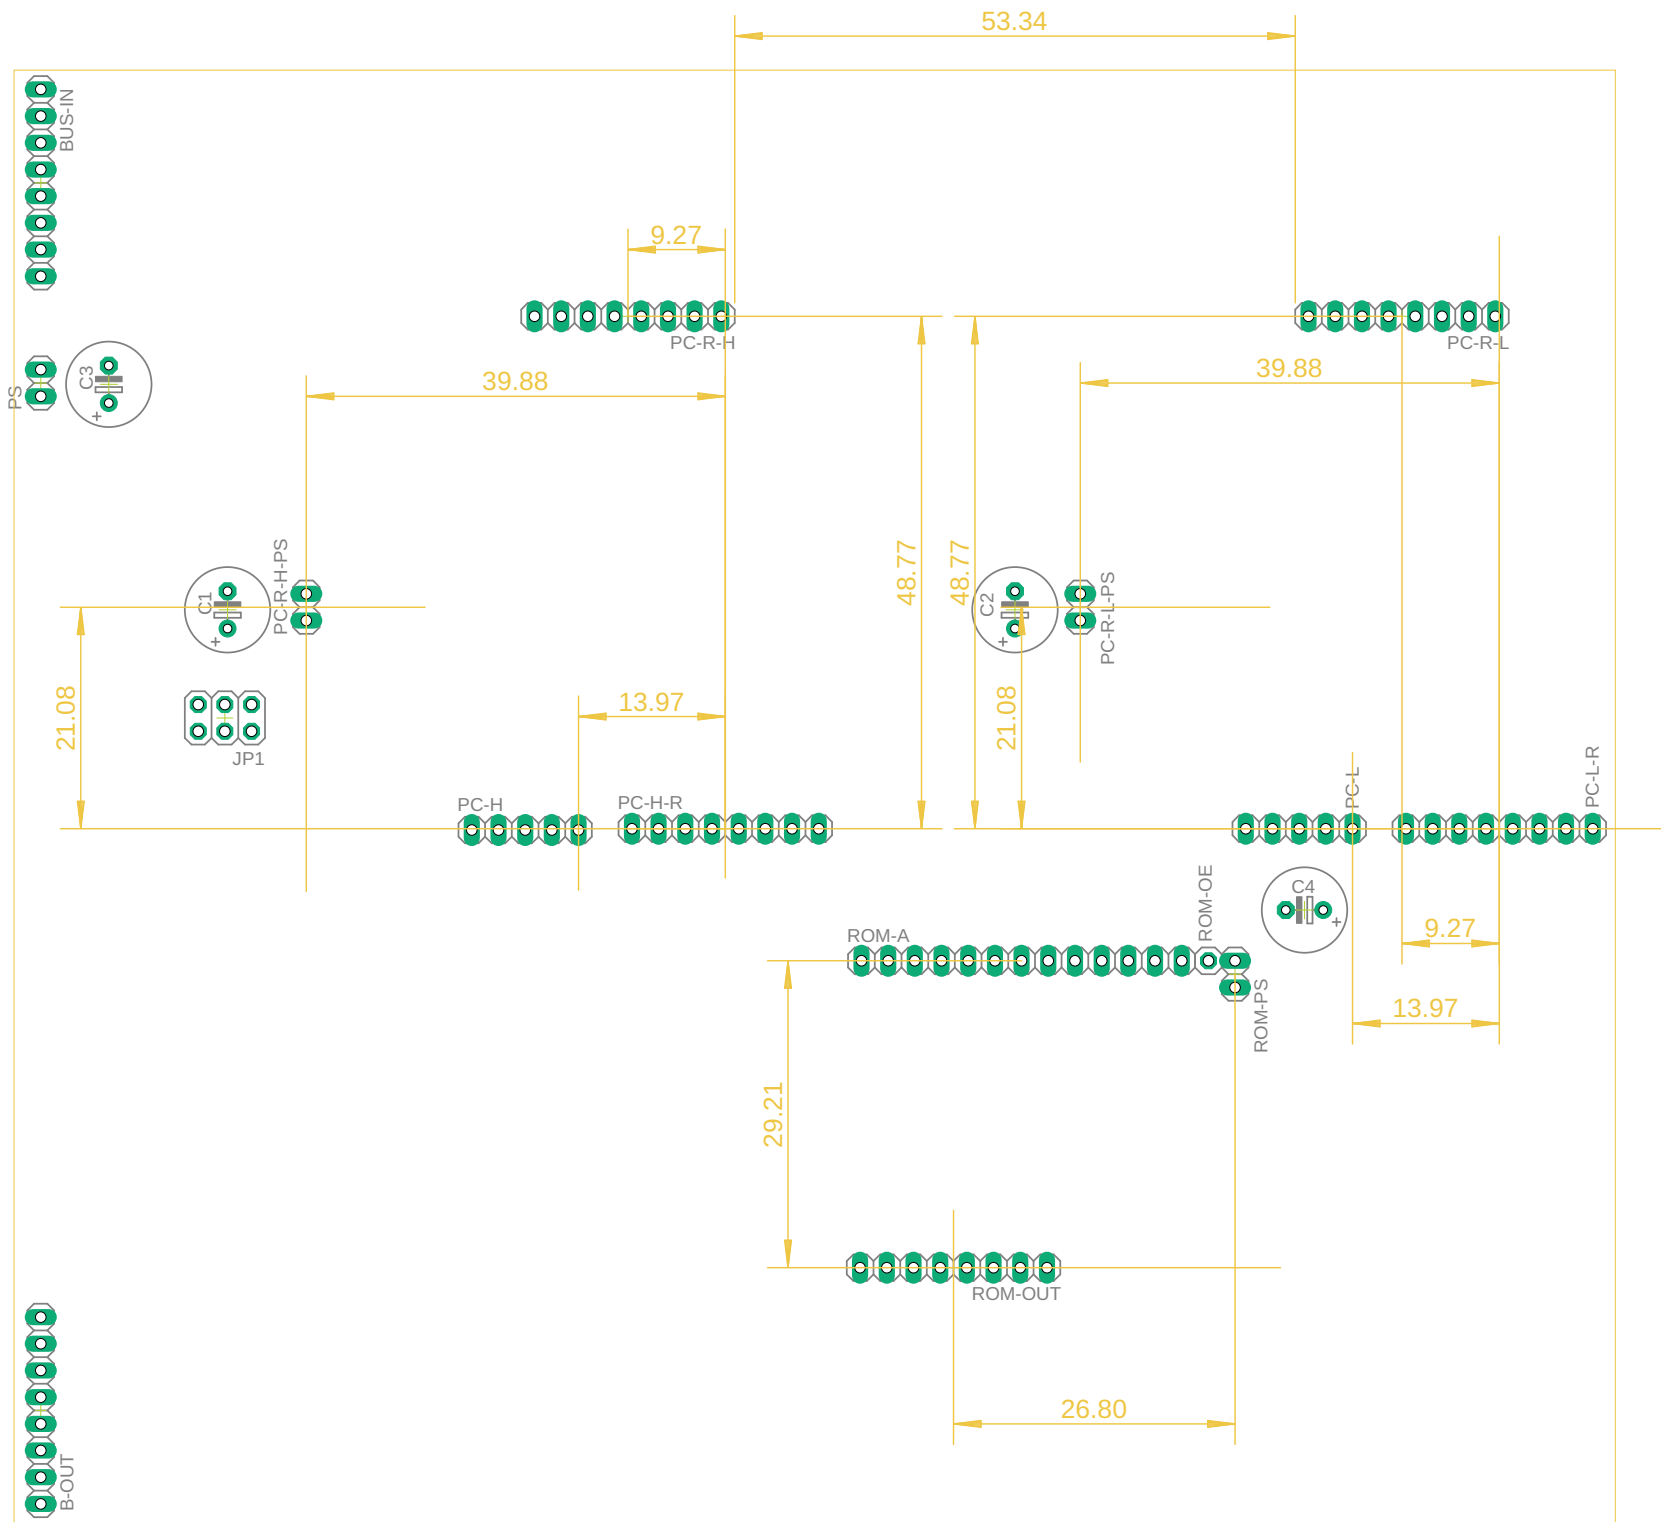 53.34
BUS-IN
9.27
PC-R-H
PC-R-L
C3
+
PS
39.88
39.88
48.77
48.77
C1
+
PC-R-H-PS
C2
+
PC-R-L-PS
21.08
21.08
13.97
JP1
PC-H
PC-H-R
PC-L
PC-L-R
C4
+
ROM-A
ROM-OE
9.27
ROM-PS
13.97
29.21
ROM-OUT
26.80
B-OUT